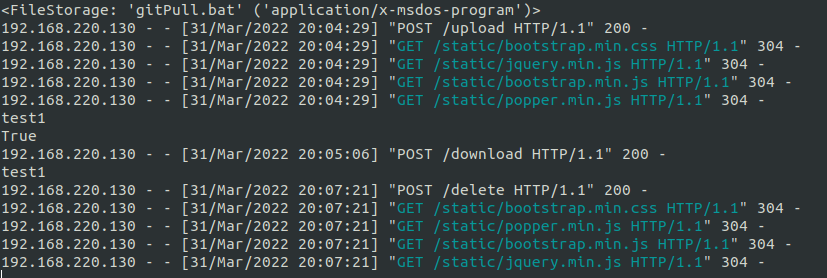 <FileStorage: 'gitPull.bat' ('application/x-msdos-program')>
192.168.220.130 - - [31/Mar/2022 20:04:29] "POST /upload HTTP/1.1" 200 -
192.168.220.130 - - [31/Mar/2022 20:04:29] "GET /static/bootstrap.min.css HTTP/1.1" 304 -
192.168.220.130 - - [31/Mar/2022 20:04:29] "GET /static/jquery.min.js HTTP/1.1" 304 -
192.168.220.130 - - [31/Mar/2022 20:04:29] "GET /static/bootstrap.min.js HTTP/1.1" 304 -
192.168.220.130 - - [31/Mar/2022 20:04:29] "GET /static/popper.min.js HTTP/1.1" 304 -
test1
True
192.168.220.130 - - [31/Mar/2022 20:05:06] "POST /download HTTP/1.1" 200 -
test1
192.168.220.130 - - [31/Mar/2022 20:07:21] "POST /delete HTTP/1.1" 200 -
192.168.220.130 - - [31/Mar/2022 20:07:21] "GET /static/bootstrap.min.css HTTP/1.1" 304 -
192.168.220.130 - - [31/Mar/2022 20:07:21] "GET /static/popper.min.js HTTP/1.1" 304 -
192.168.220.130 - - [31/Mar/2022 20:07:21] "GET /static/bootstrap.min.js HTTP/1.1" 304 -
192.168.220.130 - - [31/Mar/2022 20:07:21] "GET /static/jquery.min.js HTTP/1.1" 304 -